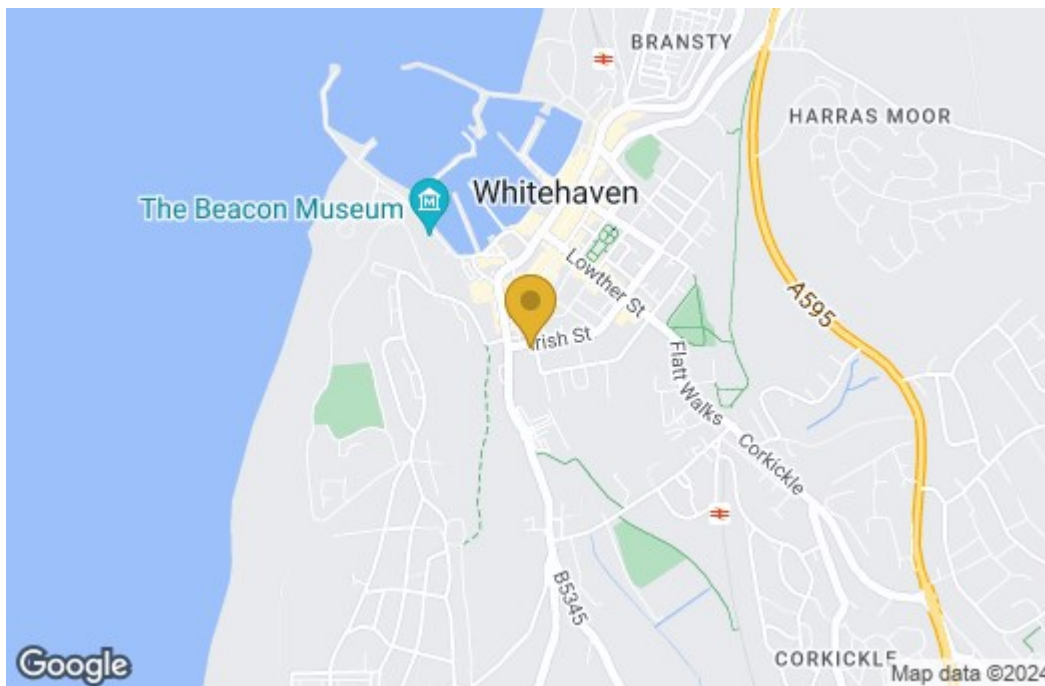 BRANSTY
HARRAS MOOR
Whitehaven
The Beacon Museum
M
Lowther St
A595
Irish St
Flatt Walks
Corkickle
B5345
CORKICKLE
Google
Map data ©2024